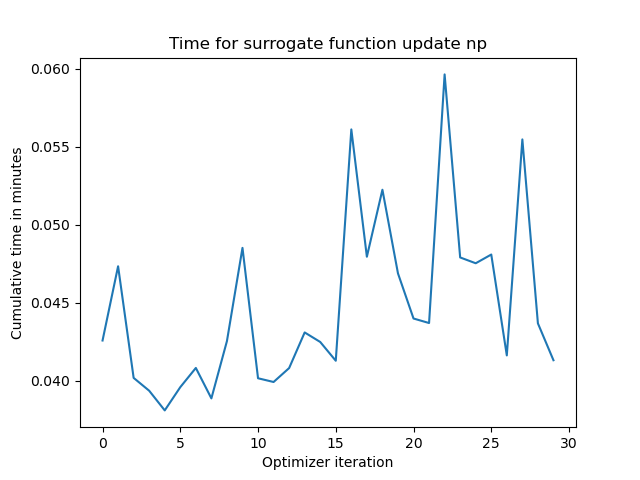 Time for surrogate function update np
0.060
0.055
0.050
0.045
0.040
Cumulative time in minutes
0 5 10 15 20 25 30
Optimizer iteration